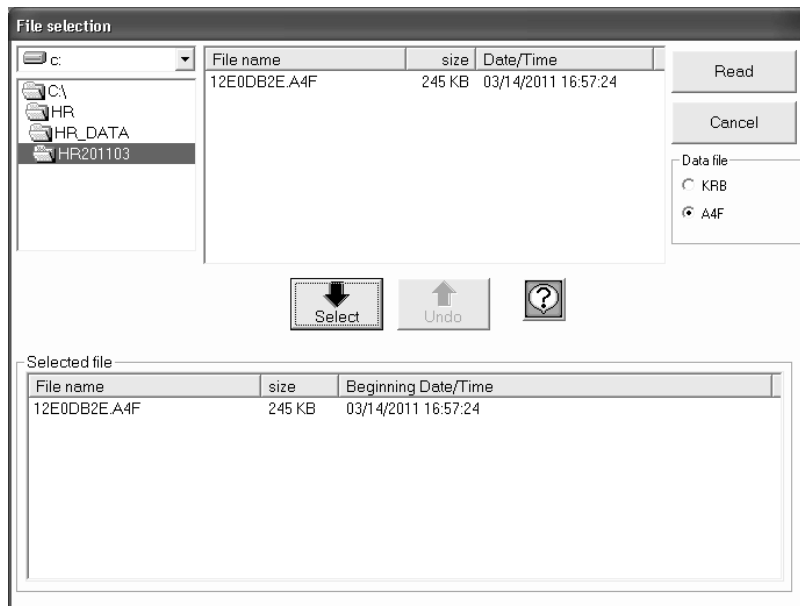 File selection
c:
C:\
HR
HR_DATA
HR201103
File name size Date/Time
12E0DB2E.A4F 245 KB 03/14/2011 16:57:24
Read
Cancel
Data file
KRB
A4F
Select
Undo
?
Selected file
File name size Beginning Date/Time
12E0DB2E.A4F 245 KB 03/14/2011 16:57:24